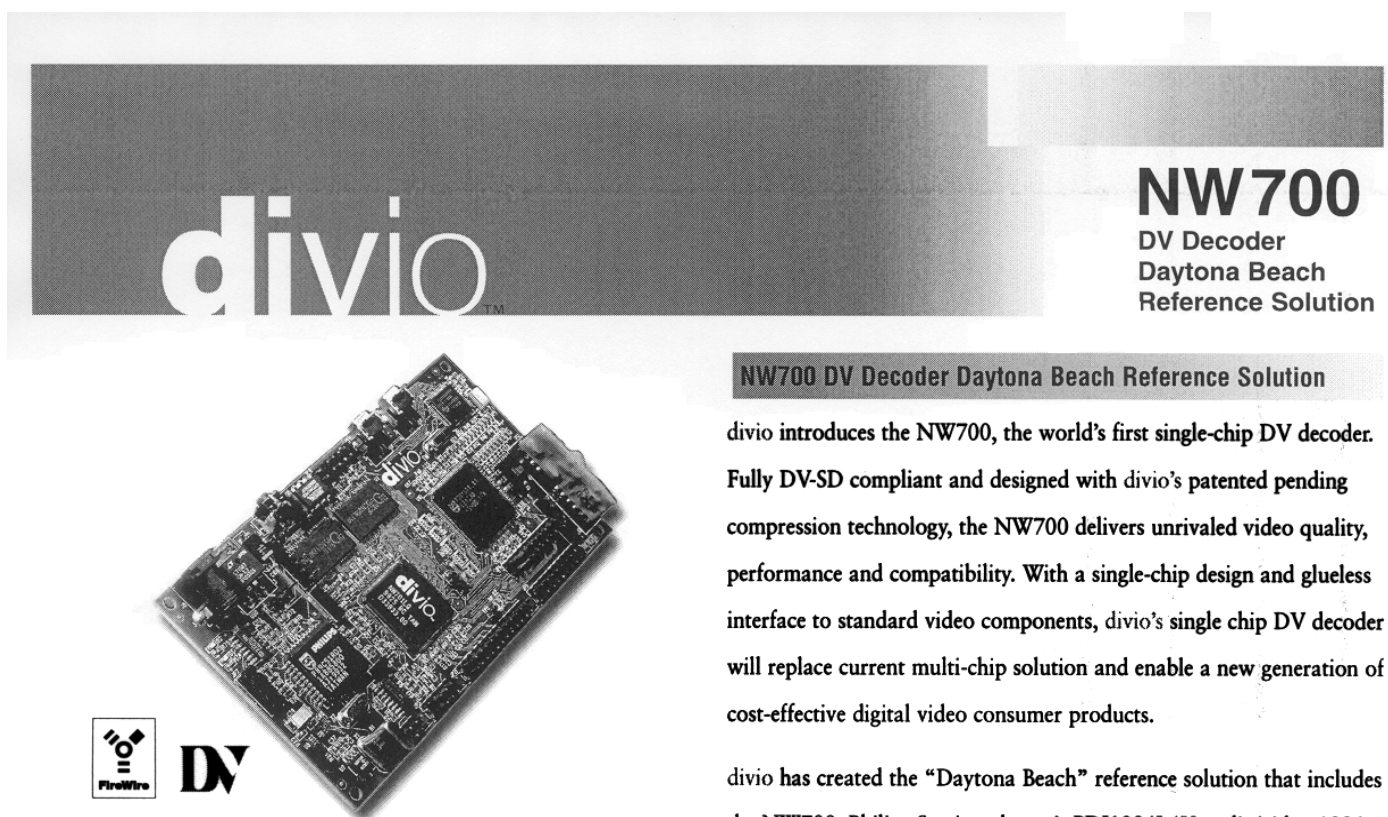 divio
TM
NW700
DV Decoder
Daytona Beach
Reference Solution
NW700 DV Decoder Daytona Beach Reference Solution
divio introduces the NW700, the world's first single-chip DV decoder.
Fully DV-SD compliant and designed with divio's patented pending
compression technology, the NW700 delivers unrivaled video quality,
performance and compatibility. With a single-chip design and glueless
interface to standard video components, divio's single chip DV decoder
will replace current multi-chip solution and enable a new generation of
cost-effective digital video consumer products.
divio has created the “Daytona Beach” reference solution that includes
divio
divio
PHILIPS
FireWire
DV